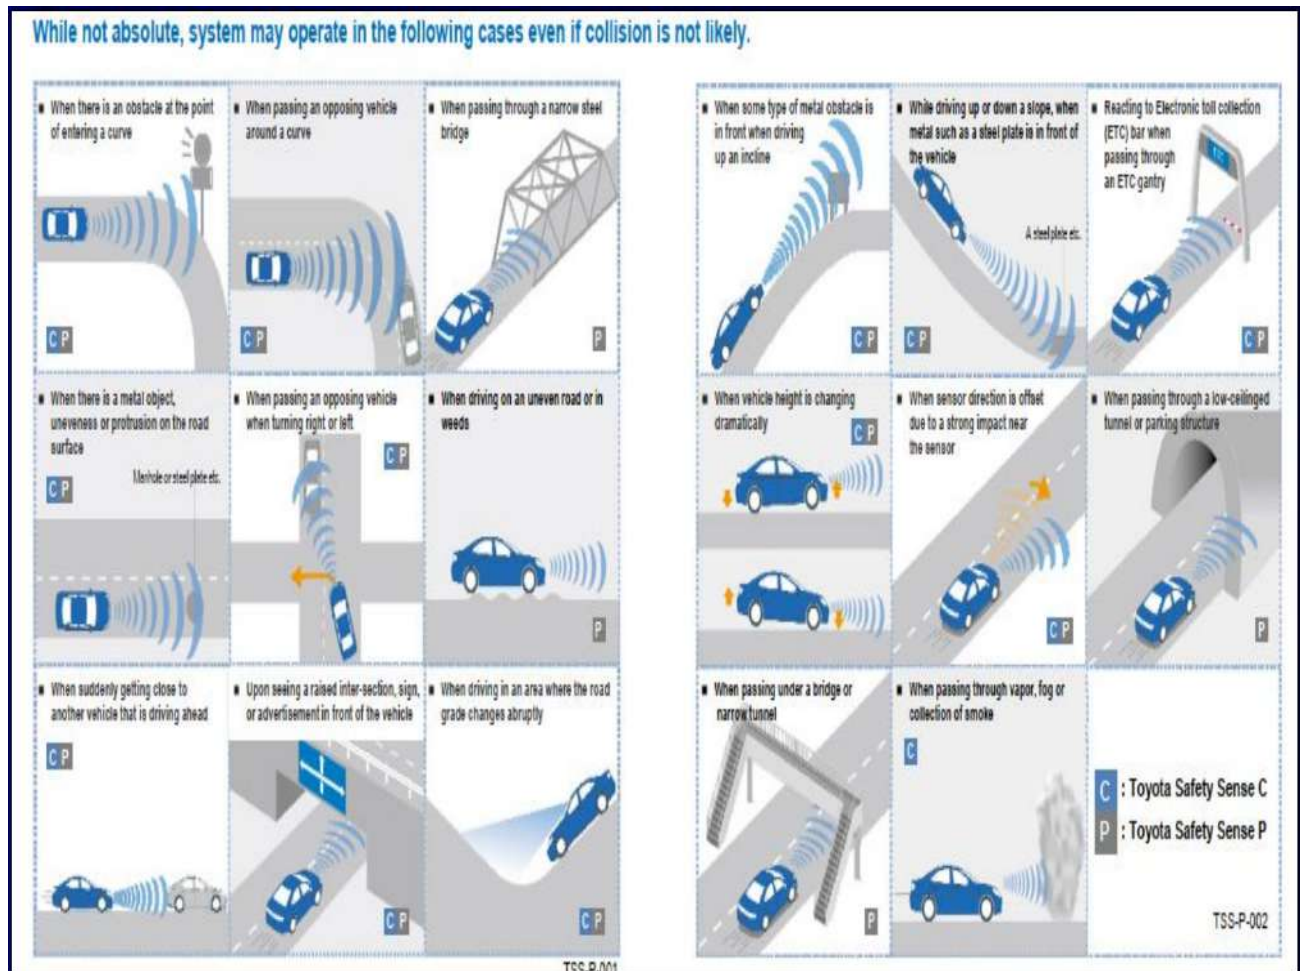 While not absolute, system may operate in the following cases even if collision is not likely.
■ When there is an obstacle at the point
of entering a curve
C P
■ When passing an opposing vehicle
around a curve
C P
■ When passing through a narrow steel
bridge
P
■ When there is a metal object,
uneveness or protrusion on the road
surface
C P
Manhole or steel plate etc.
■ When passing an opposing vehicle
when turning right or left
C P
■ When driving on an uneven road or in
weeds
P
■ When suddenly getting close to
another vehicle that is driving ahead
C P
■ Upon seeing a raised inter-section, sign,
or advertisement in front of the vehicle
C P
■ When driving in an area where the road
grade changes abruptly
C P
TSS-P-001
■ When some type of metal obstacle is
in front when driving
up an incline
C P
■ While driving up or down a slope, when
metal such as a steel plate is in front of
the vehicle
A steel plate etc.
C P
■ Reacting to Electronic toll collection
(ETC) bar when
passing through
an ETC gantry
C P
■ When vehicle height is changing
dramatically
C P
■ When sensor direction is offset
due to a strong impact near
the sensor
C P
■ When passing through a low-ceilinged
tunnel or parking structure
P
■ When passing under a bridge or
narrow tunnel
P
■ When passing through vapor, fog or
collection of smoke
C
C : Toyota Safety Sense C
P : Toyota Safety Sense P
TSS-P-002